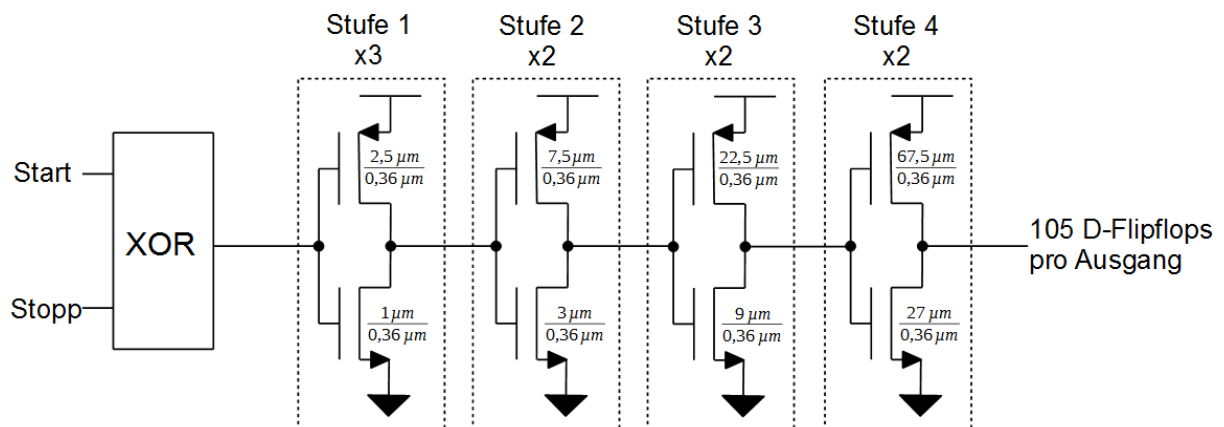 Stufe 1
x3
Stufe 2
x2
Stufe 3
x2
Stufe 4
x2
Start
Stopp
XOR
2,5 µm
0,36 µm
1 µm
0,36 µm
7,5 µm
0,36 µm
3 µm
0,36 µm
22,5 µm
0,36 µm
9 µm
0,36 µm
67,5 µm
0,36 µm
27 µm
0,36 µm
105 D-Flipflops
pro Ausgang